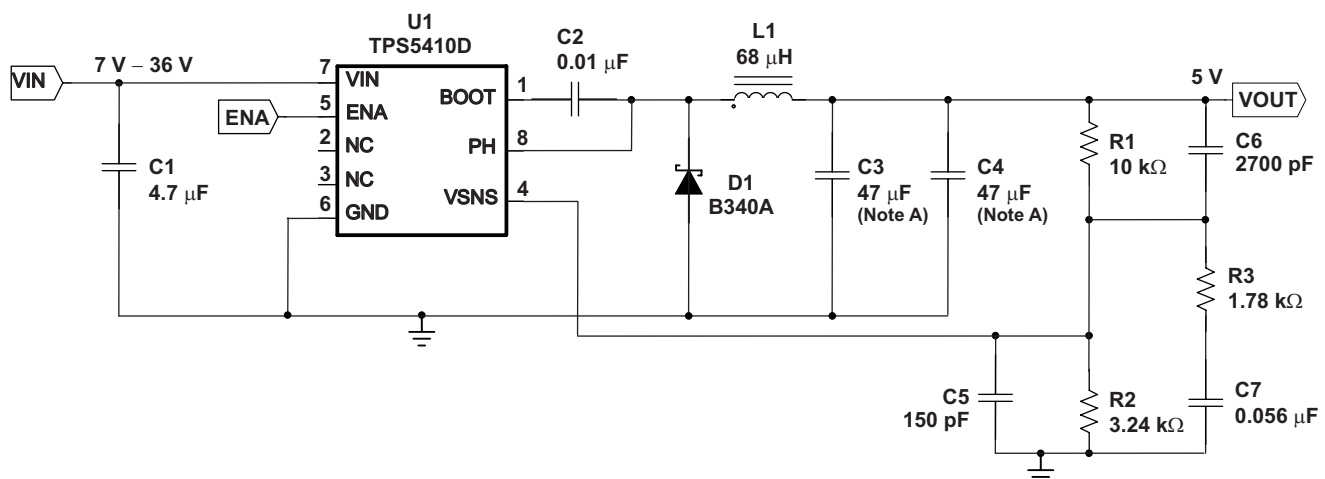 U1
TPS5410D
VIN
7 V – 36 V
ENA
7 VIN
5 ENA
2 NC
3 NC
6 GND
BOOT 1
PH 8
VSNS 4
C1
4.7 μF
C2
0.01 μF
L1
68 μH
D1
B340A
C3
47 μF
(Note A)
C4
47 μF
(Note A)
5 V
VOUT
R1
10 kΩ
C6
2700 pF
R3
1.78 kΩ
C5
150 pF
R2
3.24 kΩ
C7
0.056 μF